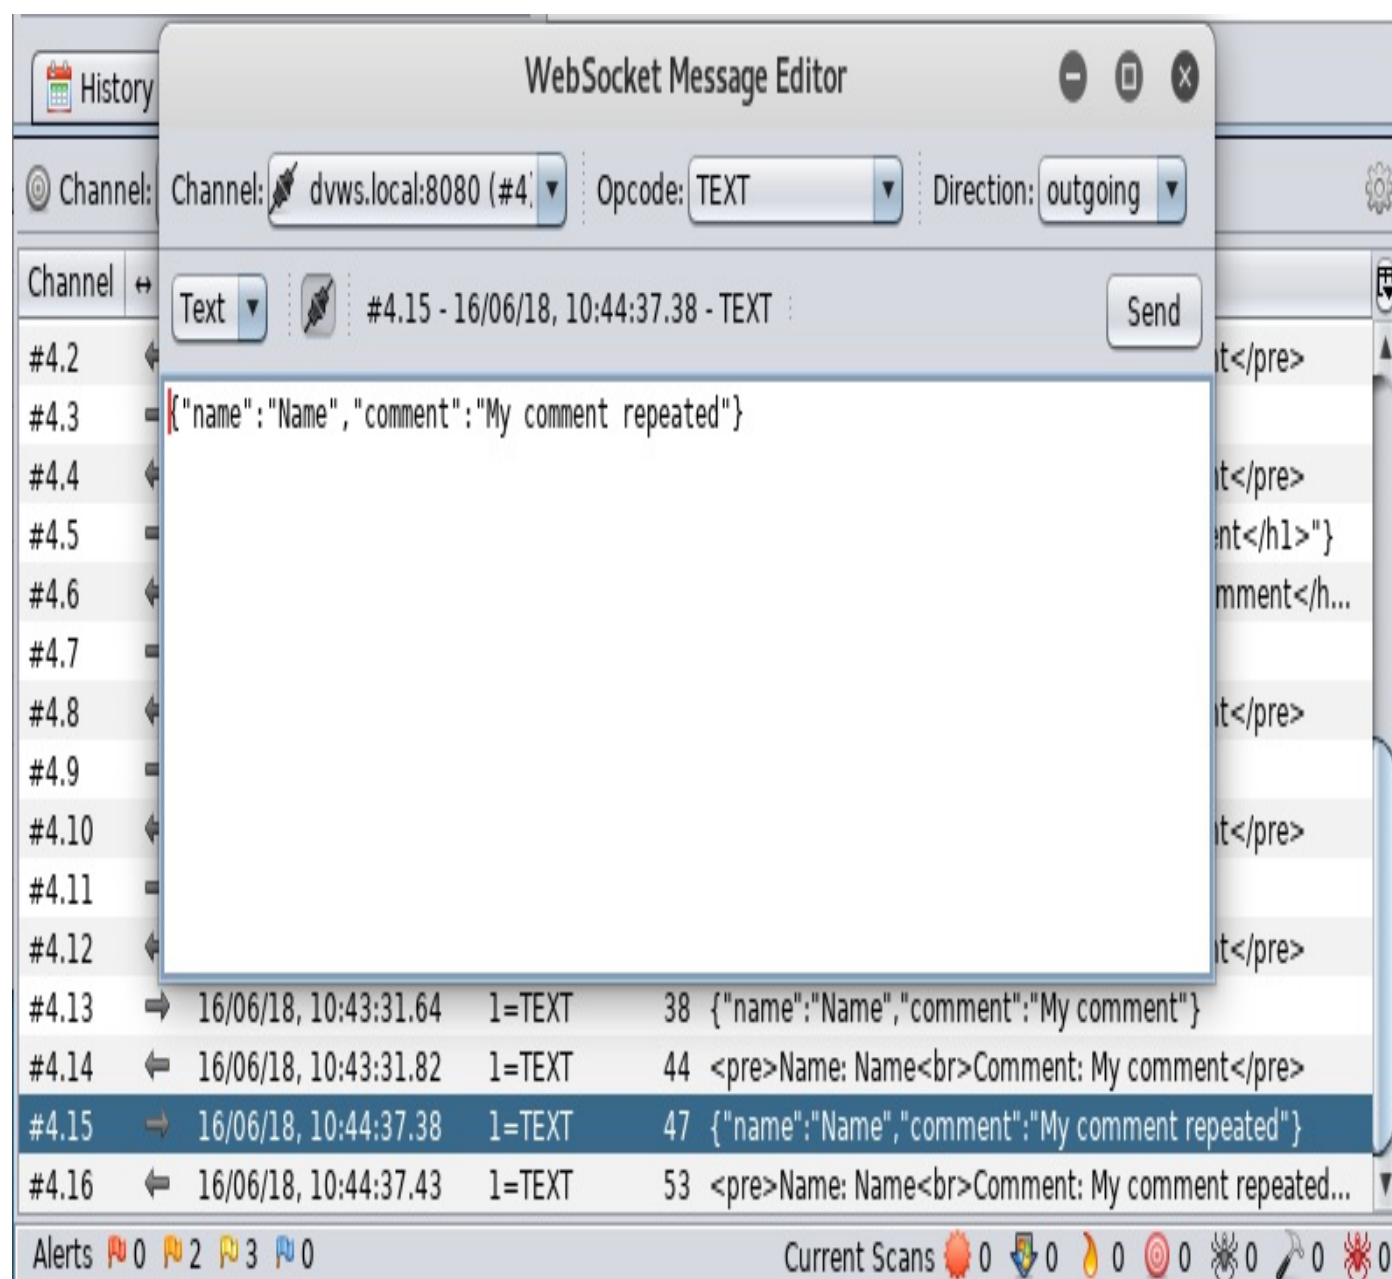 WebSocket Message Editor
History
Channel:
Channel: dvws.local:8080 (#4 Opcode: TEXT Direction: outgoing
Channel
Text #4.15 - 16/06/18, 10:44:37.38 - TEXT Send
{"name":"Name","comment":"My comment repeated"}
#4.2 t</pre>
#4.3
#4.4 t</pre>
#4.5 ent</h1>"}
#4.6 mment</h...
#4.7
#4.8 t</pre>
#4.9
#4.10 t</pre>
#4.11
#4.12 t</pre>
#4.13 16/06/18, 10:43:31.64 1=TEXT 38 {"name":"Name","comment":"My comment"}
#4.14 16/06/18, 10:43:31.82 1=TEXT 44 <pre>Name: Name<br>Comment: My comment</pre>
#4.15 16/06/18, 10:44:37.38 1=TEXT 47 {"name":"Name","comment":"My comment repeated"}
#4.16 16/06/18, 10:44:37.43 1=TEXT 53 <pre>Name: Name<br>Comment: My comment repeated...
Alerts 0 2 3 0 Current Scans 0 0 0 0 0 0 0